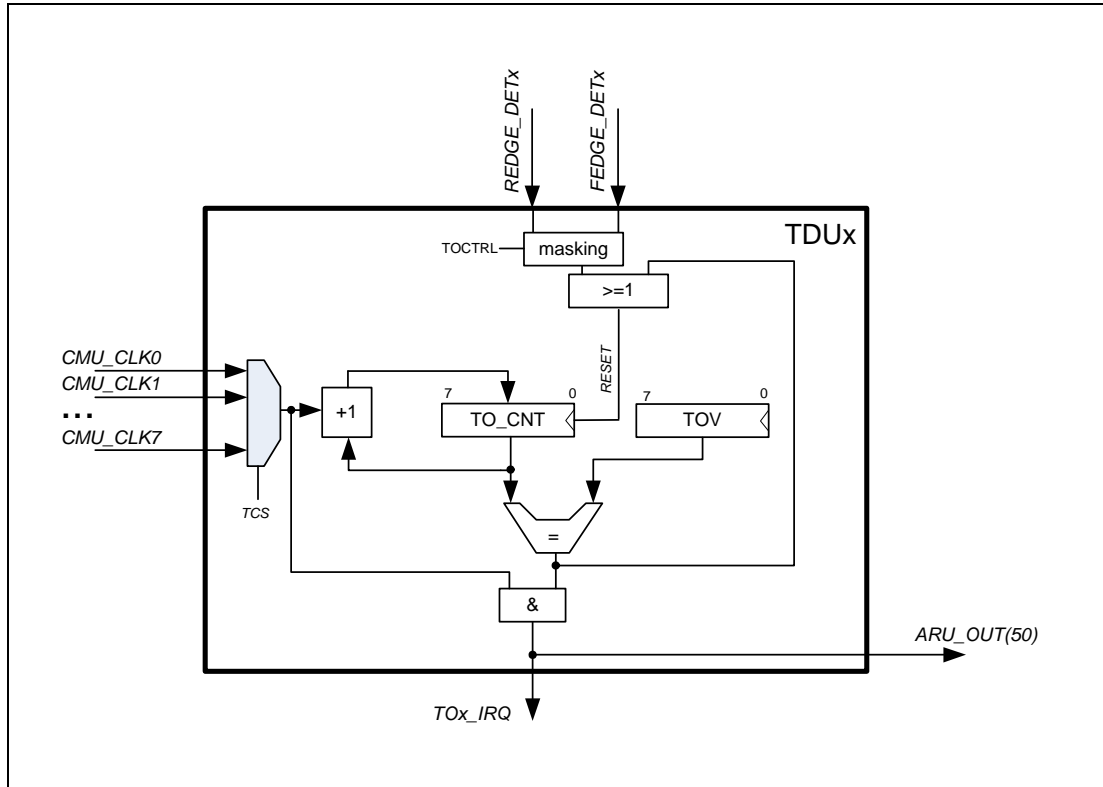 REDGE_DETx
FEDGE_DETx
TDUx
TOCTRL
masking
>=1
RESET
CMU_CLK0
CMU_CLK1
...
CMU_CLK7
TCS
+1
7 0
TO_CNT
7 0
TOV
=
&
ARU_OUT(50)
TOx_IRQ